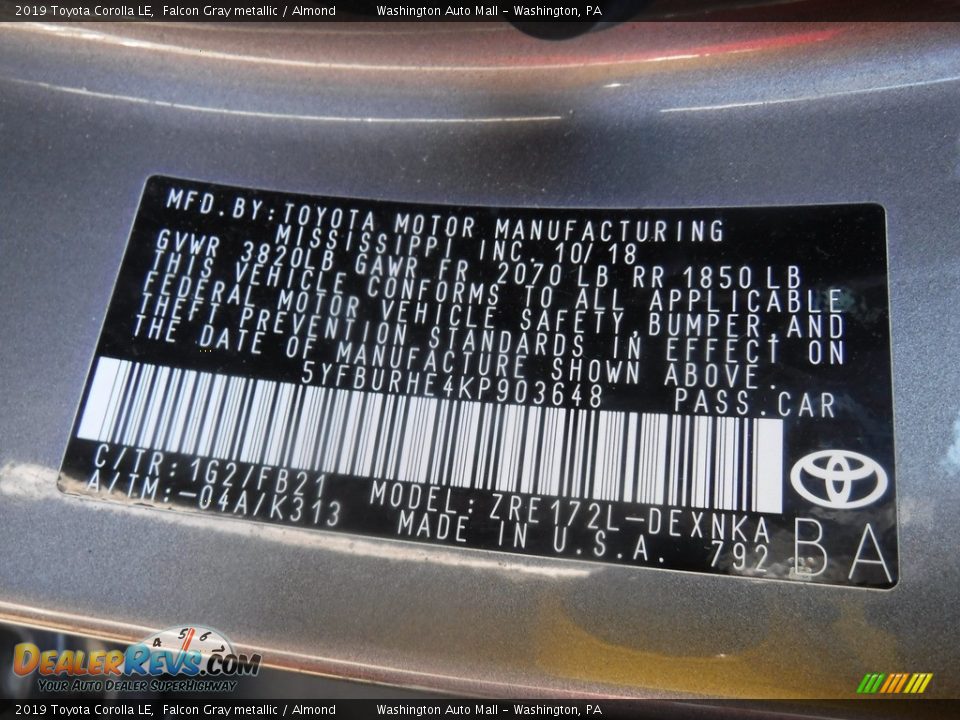 2019 Toyota Corolla LE,  Falcon Gray metallic / Almond          Washington Auto Mall - Washington, PA
MFD.BY:TOYOTA MOTOR MANUFACTURING
MISSISSIPPI INC. 10/18
GVWR 3820LB GAWR FR 2070 LB RR 1850 LB
THIS VEHICLE CONFORMS TO ALL APPLICABLE
FEDERAL MOTOR VEHICLE SAFETY,BUMPER AND
THEFT PREVENTION STANDARDS IN EFFECT ON
THE DATE OF MANUFACTURE SHOWN ABOVE.
5YFBURHE4KP903648 PASS.CAR
C/TR:1G2/FB21 MODEL:ZRE172L-DEXNKA
A/TM:-04A/K313 MADE IN U.S.A. 792 BA
4 5 6 7
DEALERREVS.COM
YOUR AUTO DEALER SUPERHIGHWAY
2019 Toyota Corolla LE,  Falcon Gray metallic / Almond          Washington Auto Mall - Washington, PA